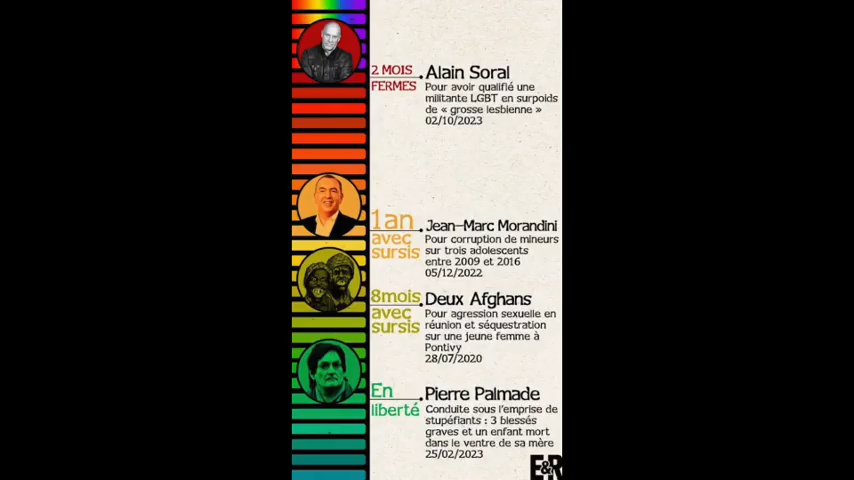 2 MOIS
FERMES
Alain Soral
Pour avoir qualifié une
militante LGBT en surpoids
de « grosse lesbienne »
02/10/2023
1 an
avec
sursis
Jean-Marc Morandini
Pour corruption de mineurs
sur trois adolescents
entre 2009 et 2016
05/12/2022
8mois
avec
sursis
Deux Afghans
Pour agression sexuelle en
réunion et séquestration
sur une jeune femme à
Pontivy
28/07/2020
En
liberté
Pierre Palmade
Conduite sous l'emprise de
stupéfiants : 3 blessés
graves et un enfant mort
dans le ventre de sa mère
25/02/2023
E&R